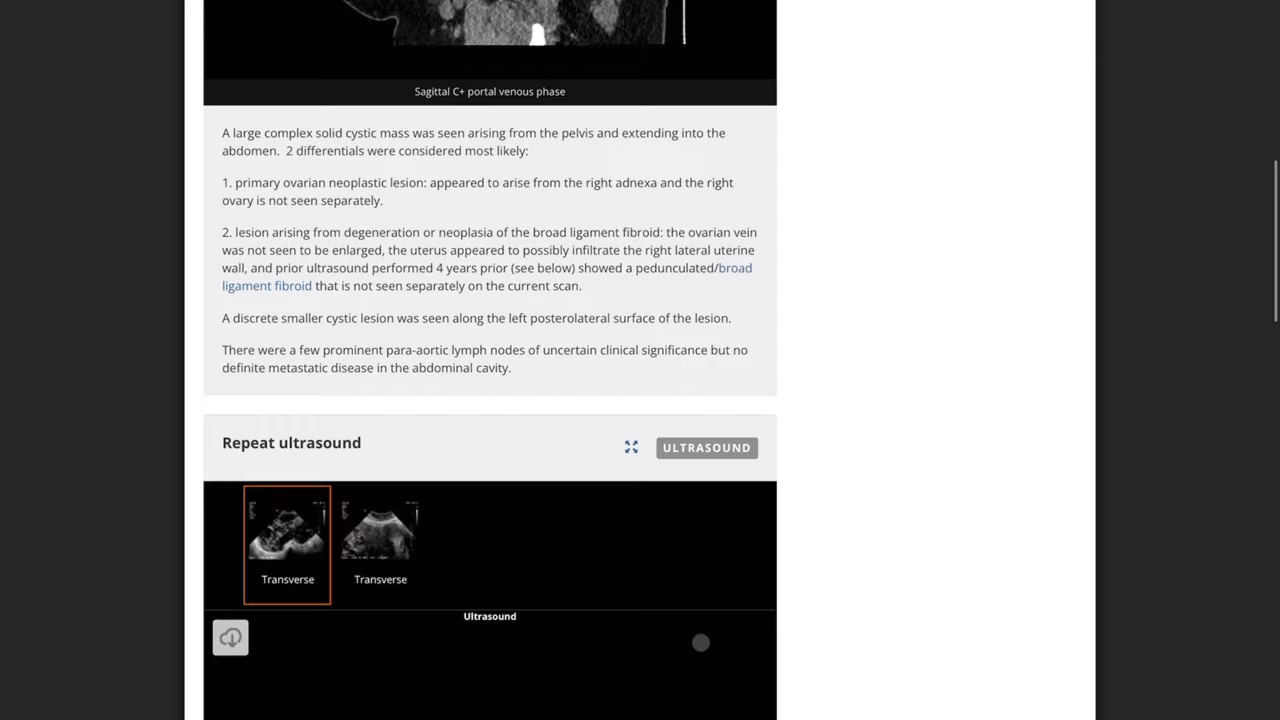 Sagittal C+ portal venous phase
A large complex solid cystic mass was seen arising from the pelvis and extending into the
abdomen.  2 differentials were considered most likely:
1. primary ovarian neoplastic lesion: appeared to arise from the right adnexa and the right
ovary is not seen separately.
2. lesion arising from degeneration or neoplasia of the broad ligament fibroid: the ovarian vein
was not seen to be enlarged, the uterus appeared to possibly infiltrate the right lateral uterine
wall, and prior ultrasound performed 4 years prior (see below) showed a pedunculated/broad
ligament fibroid that is not seen separately on the current scan.
A discrete smaller cystic lesion was seen along the left posterolateral surface of the lesion.
There were a few prominent para-aortic lymph nodes of uncertain clinical significance but no
definite metastatic disease in the abdominal cavity.
Repeat ultrasound
ULTRASOUND
Transverse
Transverse
Ultrasound